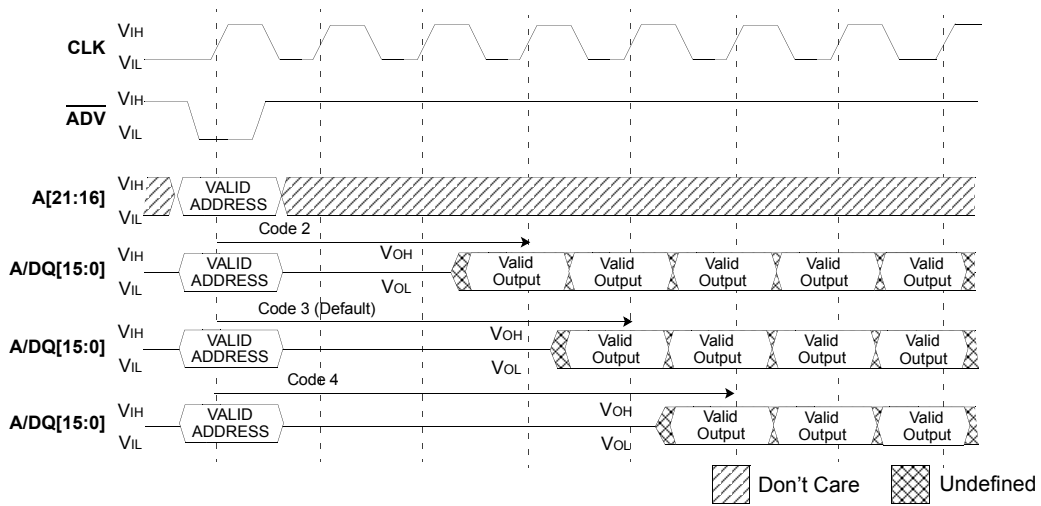 CLK
VIH
VIL
ADV
VIH
VIL
A[21:16]
VIH
VIL
VALID
ADDRESS
Code 2
A/DQ[15:0]
VIH
VIL
VALID
ADDRESS
VOH
VOL
Valid
Output
Valid
Output
Valid
Output
Valid
Output
Valid
Output
Code 3 (Default)
A/DQ[15:0]
VIH
VIL
VALID
ADDRESS
VOH
VOL
Valid
Output
Valid
Output
Valid
Output
Valid
Output
Code 4
A/DQ[15:0]
VIH
VIL
VALID
ADDRESS
VOH
VOL
Valid
Output
Valid
Output
Valid
Output
Don't Care
Undefined